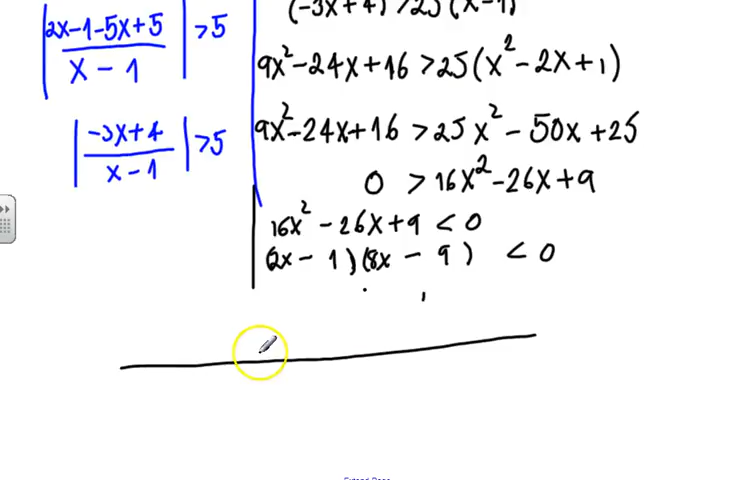 |2x-1-5x+5 / x-1| >5
|-3x+4 / x-1| >5
(-3x+4) >25(x-1)
9x²-24x+16 >25(x²-2x+1)
9x²-24x+16 >25x²-50x+25
0 >16x²-26x+9
16x²-26x+9 <0
(2x-1)(8x-9) <0